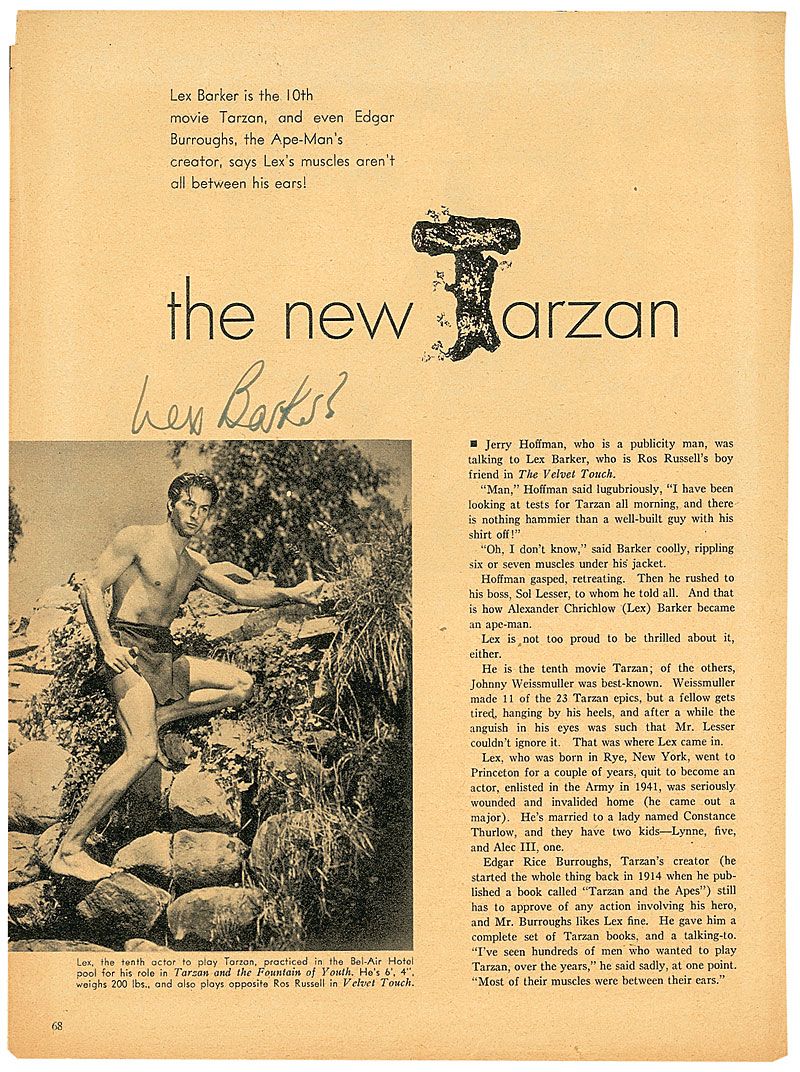 Lex Barker is the 10th
movie Tarzan, and even Edgar
Burroughs, the Ape-Man's
creator, says Lex's muscles aren't
all between his ears!
the new Tarzan
Lex Barker
■ Jerry Hoffman, who is a publicity man, was
talking to Lex Barker, who is Ros Russell's boy
friend in The Velvet Touch.
"Man," Hoffman said lugubriously, "I have been
looking at tests for Tarzan all morning, and there
is nothing hammier than a well-built guy with his
shirt off!"
"Oh, I don't know," said Barker coolly, rippling
six or seven muscles under his jacket.
Hoffman gasped, retreating. Then he rushed to
his boss, Sol Lesser, to whom he told all. And that
is how Alexander Chrichlow (Lex) Barker became
an ape-man.
Lex is not too proud to be thrilled about it,
either.
He is the tenth movie Tarzan; of the others,
Johnny Weissmuller was best-known. Weissmuller
made 11 of the 23 Tarzan epics, but a fellow gets
tired, hanging by his heels, and after a while the
anguish in his eyes was such that Mr. Lesser
couldn't ignore it. That was where Lex came in.
Lex, who was born in Rye, New York, went to
Princeton for a couple of years, quit to become an
actor, enlisted in the Army in 1941, was seriously
wounded and invalided home (he came out a
major). He's married to a lady named Constance
Thurlow, and they have two kids—Lynne, five,
and Alec III, one.
Edgar Rice Burroughs, Tarzan's creator (he
started the whole thing back in 1914 when he pub-
lished a book called "Tarzan and the Apes") still
has to approve of any action involving his hero,
and Mr. Burroughs likes Lex fine. He gave him a
complete set of Tarzan books, and a talking-to.
"I've seen hundreds of men who wanted to play
Tarzan, over the years," he said sadly, at one point.
"Most of their muscles were between their ears."
Lex, the tenth actor to play Tarzan, practiced in the Bel-Air Hotel
pool for his role in Tarzan and the Fountain of Youth. He's 6', 4",
weighs 200 lbs., and also plays opposite Ros Russell in Velvet Touch.
68